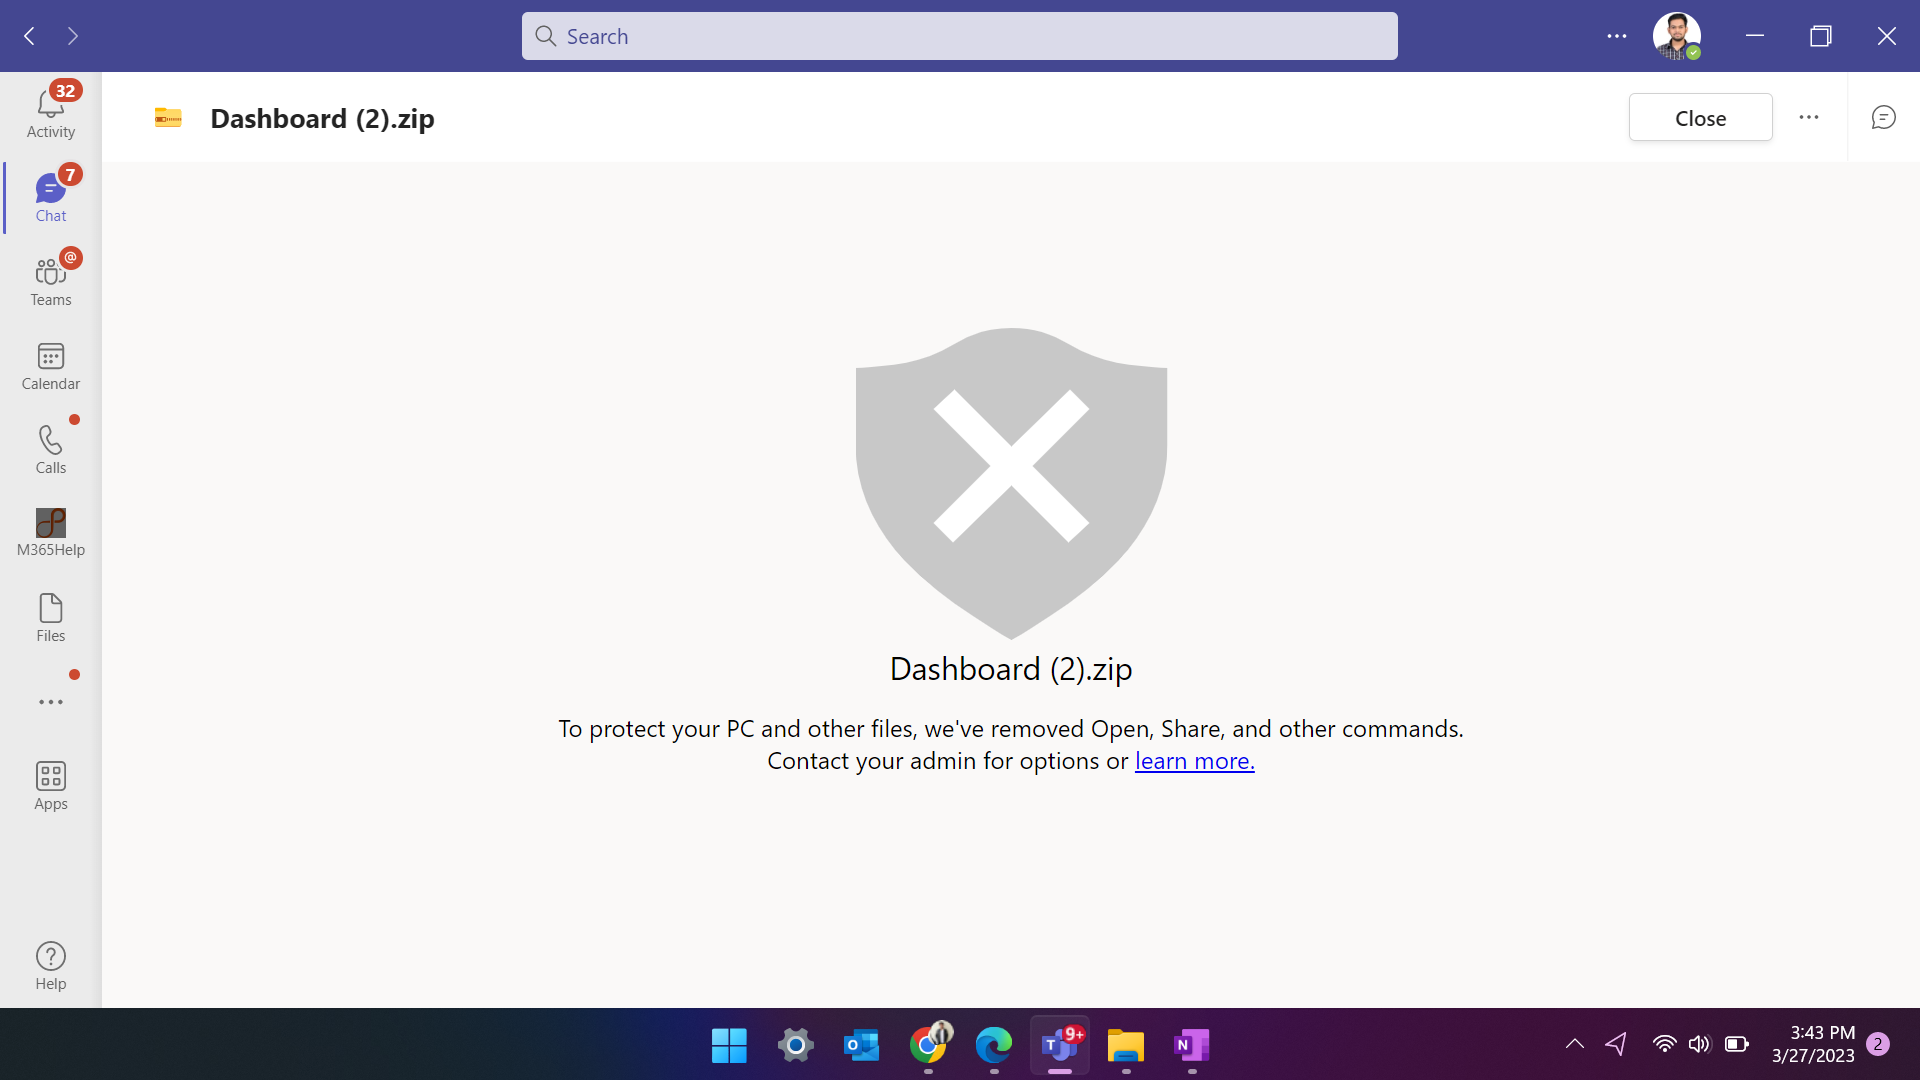 Search
32
Activity
7
Chat
@
Teams
Calendar
Calls
M365Help
Files
Apps
Help
Dashboard (2).zip
Close
Dashboard (2).zip
To protect your PC and other files, we've removed Open, Share, and other commands.
Contact your admin for options or learn more.
O
T
9+
N
3:43 PM
3/27/2023
2